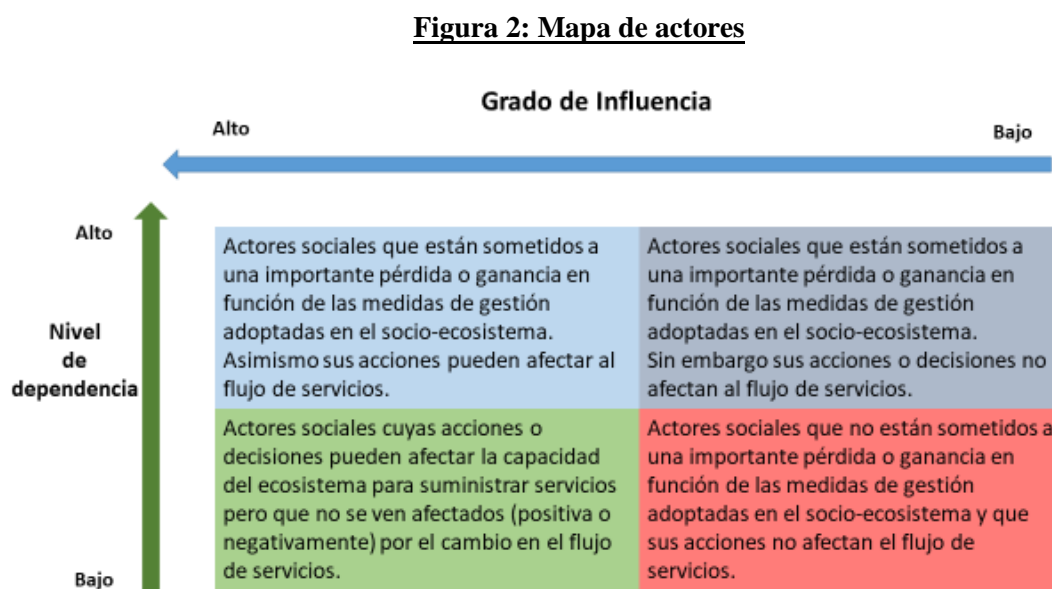 Figura 2: Mapa de actores
Grado de Influencia
Alto
Bajo
Alto
Nivel
de
dependencia
Bajo
Actores sociales que están sometidos a
una importante pérdida o ganancia en
función de las medidas de gestión
adoptadas en el socio-ecosistema.
Asimismo sus acciones pueden afectar al
flujo de servicios.
Actores sociales que están sometidos a
una importante pérdida o ganancia en
función de las medidas de gestión
adoptadas en el socio-ecosistema.
Sin embargo sus acciones o decisiones no
afectan al flujo de servicios.
Actores sociales cuyas acciones o
decisiones pueden afectar la capacidad
del ecosistema para suministrar servicios
pero que no se ven afectados (positiva o
negativamente) por el cambio en el flujo
de servicios.
Actores sociales que no están sometidos a
una importante pérdida o ganancia en
función de las medidas de gestión
adoptadas en el socio-ecosistema y que
sus acciones no afectan el flujo de
servicios.